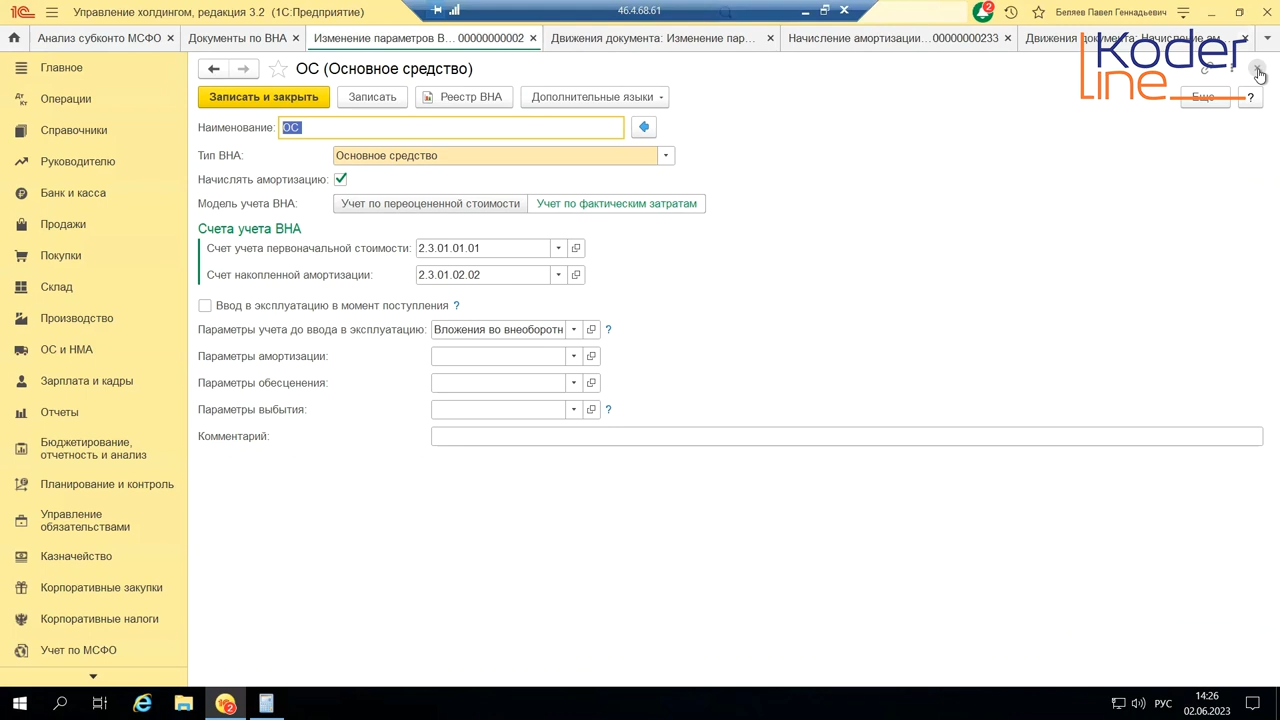 Управление холдингом, редакция 3.2 (1С:Предприятие)
46.4.68.61
2
Беляев Павел Геннадьевич
Анализ субконто МСФО
Документы по ВНА
Изменение параметров В... 00000000002
Движения документа: Изменение пар...
Начисление амортизации... 00000000233
Движения документа: Начисление ам...
Koder
line
Главное
Операции
Справочники
Руководителю
Банк и касса
Продажи
Покупки
Склад
Производство
ОС и НМА
Зарплата и кадры
Отчеты
Бюджетирование,
отчетность и анализ
Планирование и контроль
Управление
обязательствами
Казначейство
Корпоративные закупки
Корпоративные налоги
Учет по МСФО
ОС (Основное средство)
Записать и закрыть
Записать
Реестр ВНА
Дополнительные языки
Еще
?
Наименование: ОС
Тип ВНА: Основное средство
Начислять амортизацию:
Модель учета ВНА: Учет по переоцененной стоимости Учет по фактическим затратам
Счета учета ВНА
Счет учета первоначальной стоимости: 2.3.01.01.01
Счет накопленной амортизации: 2.3.01.02.02
Ввод в эксплуатацию в момент поступления ?
Параметры учета до ввода в эксплуатацию: Вложения во внеоборотн ?
Параметры амортизации:
Параметры обесценения:
Параметры выбытия: ?
Комментарий:
2
РУС
14:26
02.06.2023